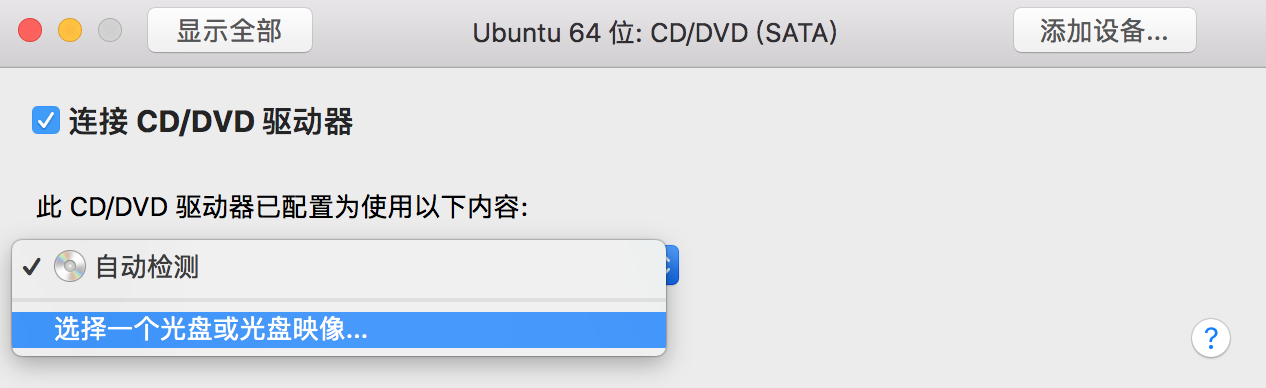 显示全部 Ubuntu 64 位: CD/DVD (SATA) 添加设备...
连接 CD/DVD 驱动器
此 CD/DVD 驱动器已配置为使用以下内容:
自动检测
选择一个光盘或光盘映像...
?